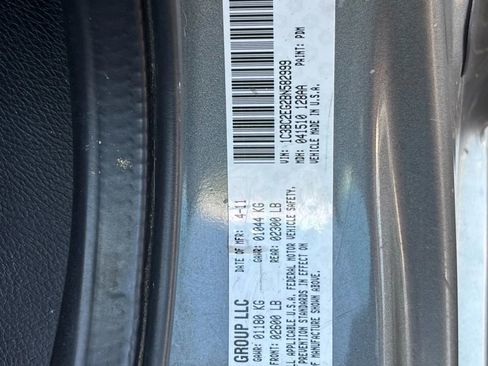 GROUP LLC DATE OF MFR: 4-11
GAWR: 01180 KG GAWR: 01044 KG
FRONT: 02600 LB REAR: 02300 LB
ALL APPLICABLE U.S.A. FEDERAL MOTOR VEHICLE SAFETY,
PREVENTION STANDARDS IN EFFECT ON
OF MANUFACTURE SHOWN ABOVE.
VIN: 1C3BC2EG2BN582999
MDH: 041510 128AA PAINT: PDM
VEHICLE MADE IN U.S.A.